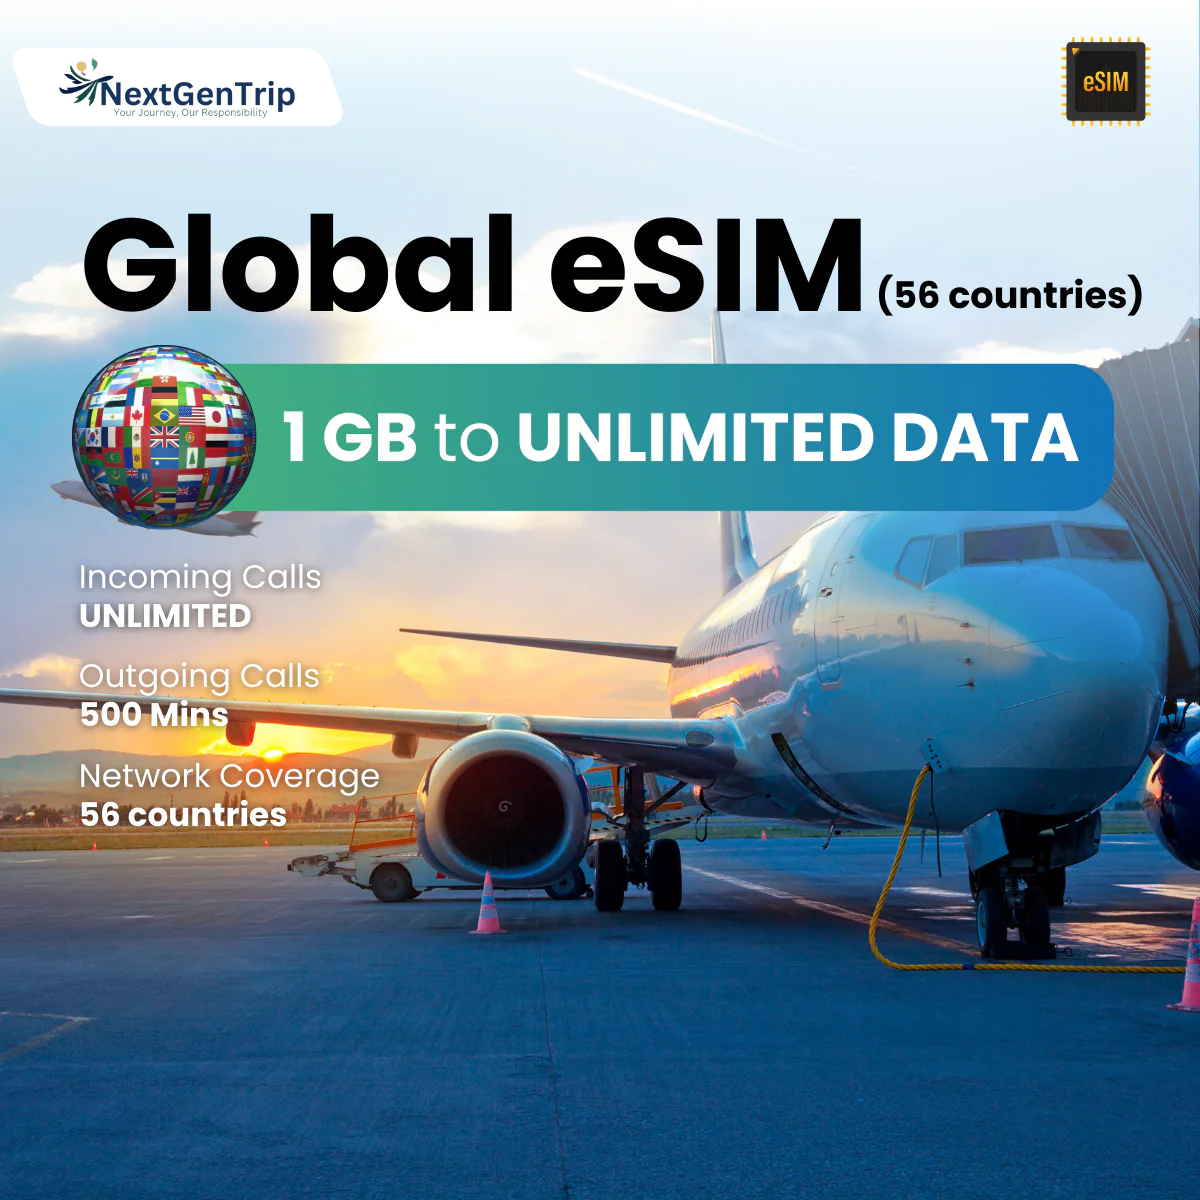 NextGenTrip
Your Journey, Our Responsibility
eSIM
Global eSIM (56 countries)
1 GB to UNLIMITED DATA
Incoming Calls
UNLIMITED
Outgoing Calls
500 Mins
Network Coverage
56 countries